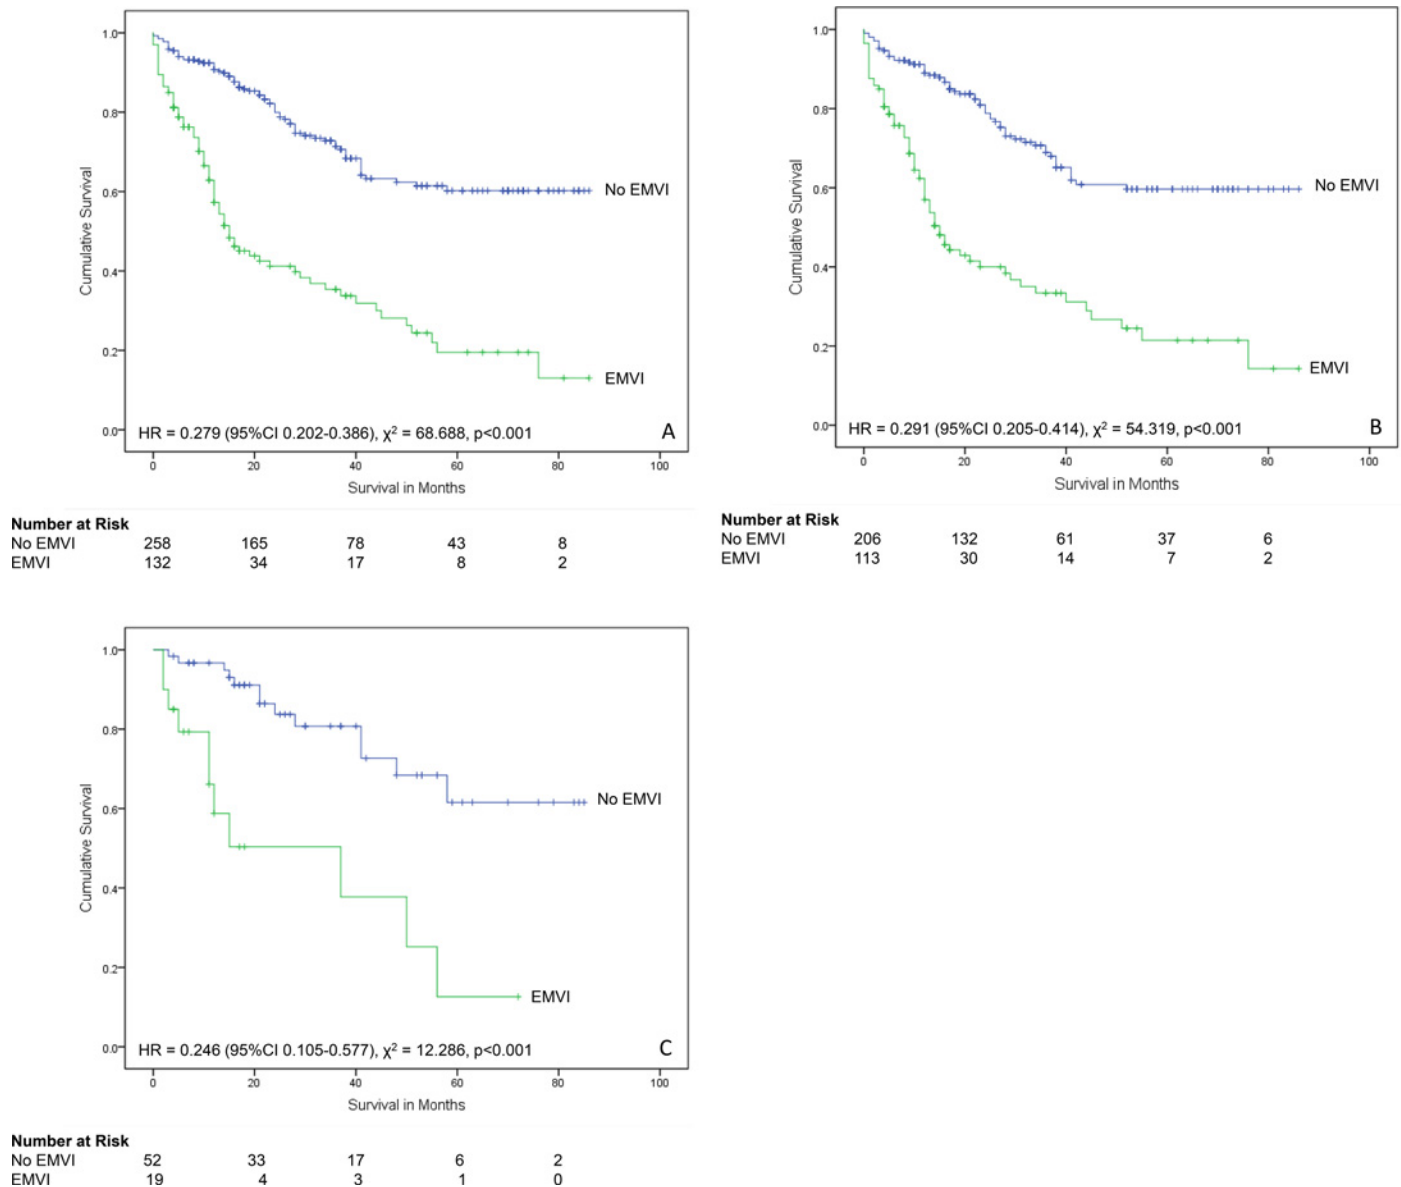 1.0
0.8
0.6
0.4
0.2
0.0
Cumulative Survival
No EMVI
EMVI
HR = 0.279 (95%CI 0.202-0.386), χ² = 68.688, p<0.001
A
0 20 40 60 80 100
Survival in Months
Number at Risk
No EMVI 258 165 78 43 8
EMVI 132 34 17 8 2
1.0
0.8
0.6
0.4
0.2
0.0
Cumulative Survival
No EMVI
EMVI
HR = 0.291 (95%CI 0.205-0.414), χ² = 54.319, p<0.001
B
0 20 40 60 80 100
Survival in Months
Number at Risk
No EMVI 206 132 61 37 6
EMVI 113 30 14 7 2
1.0
0.8
0.6
0.4
0.2
0.0
Cumulative Survival
No EMVI
EMVI
HR = 0.246 (95%CI 0.105-0.577), χ² = 12.286, p<0.001
C
0 20 40 60 80 100
Survival in Months
Number at Risk
No EMVI 52 33 17 6 2
EMVI 19 4 3 1 0